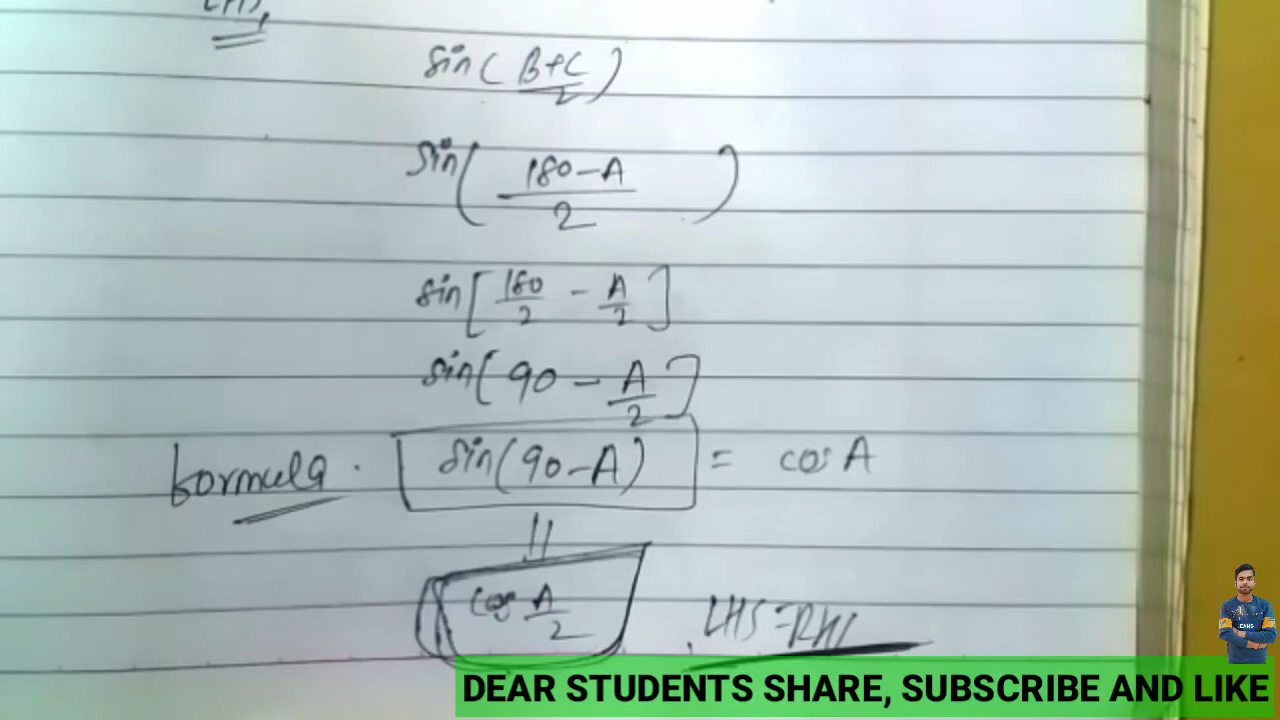 LHS,
sin( B+C/2 )
sin( 180-A/2 )
sin[ 180/2 - A/2 ]
sin[ 90 - A/2 ]
formula. sin(90-A) = cos A
||
cos A/2
LHS=RHS
DEAR STUDENTS SHARE, SUBSCRIBE AND LIKE